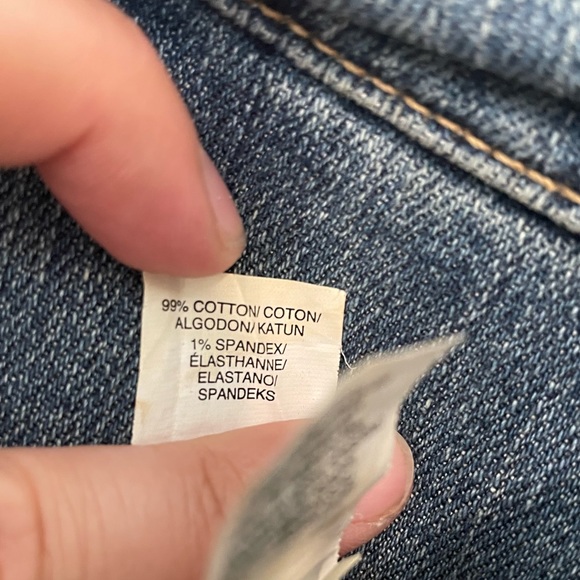 99% COTTON/ COTON/
ALGODON/ KATUN
1% SPANDEX/
ÉLASTHANNE/
ELASTANO/
SPANDEKS